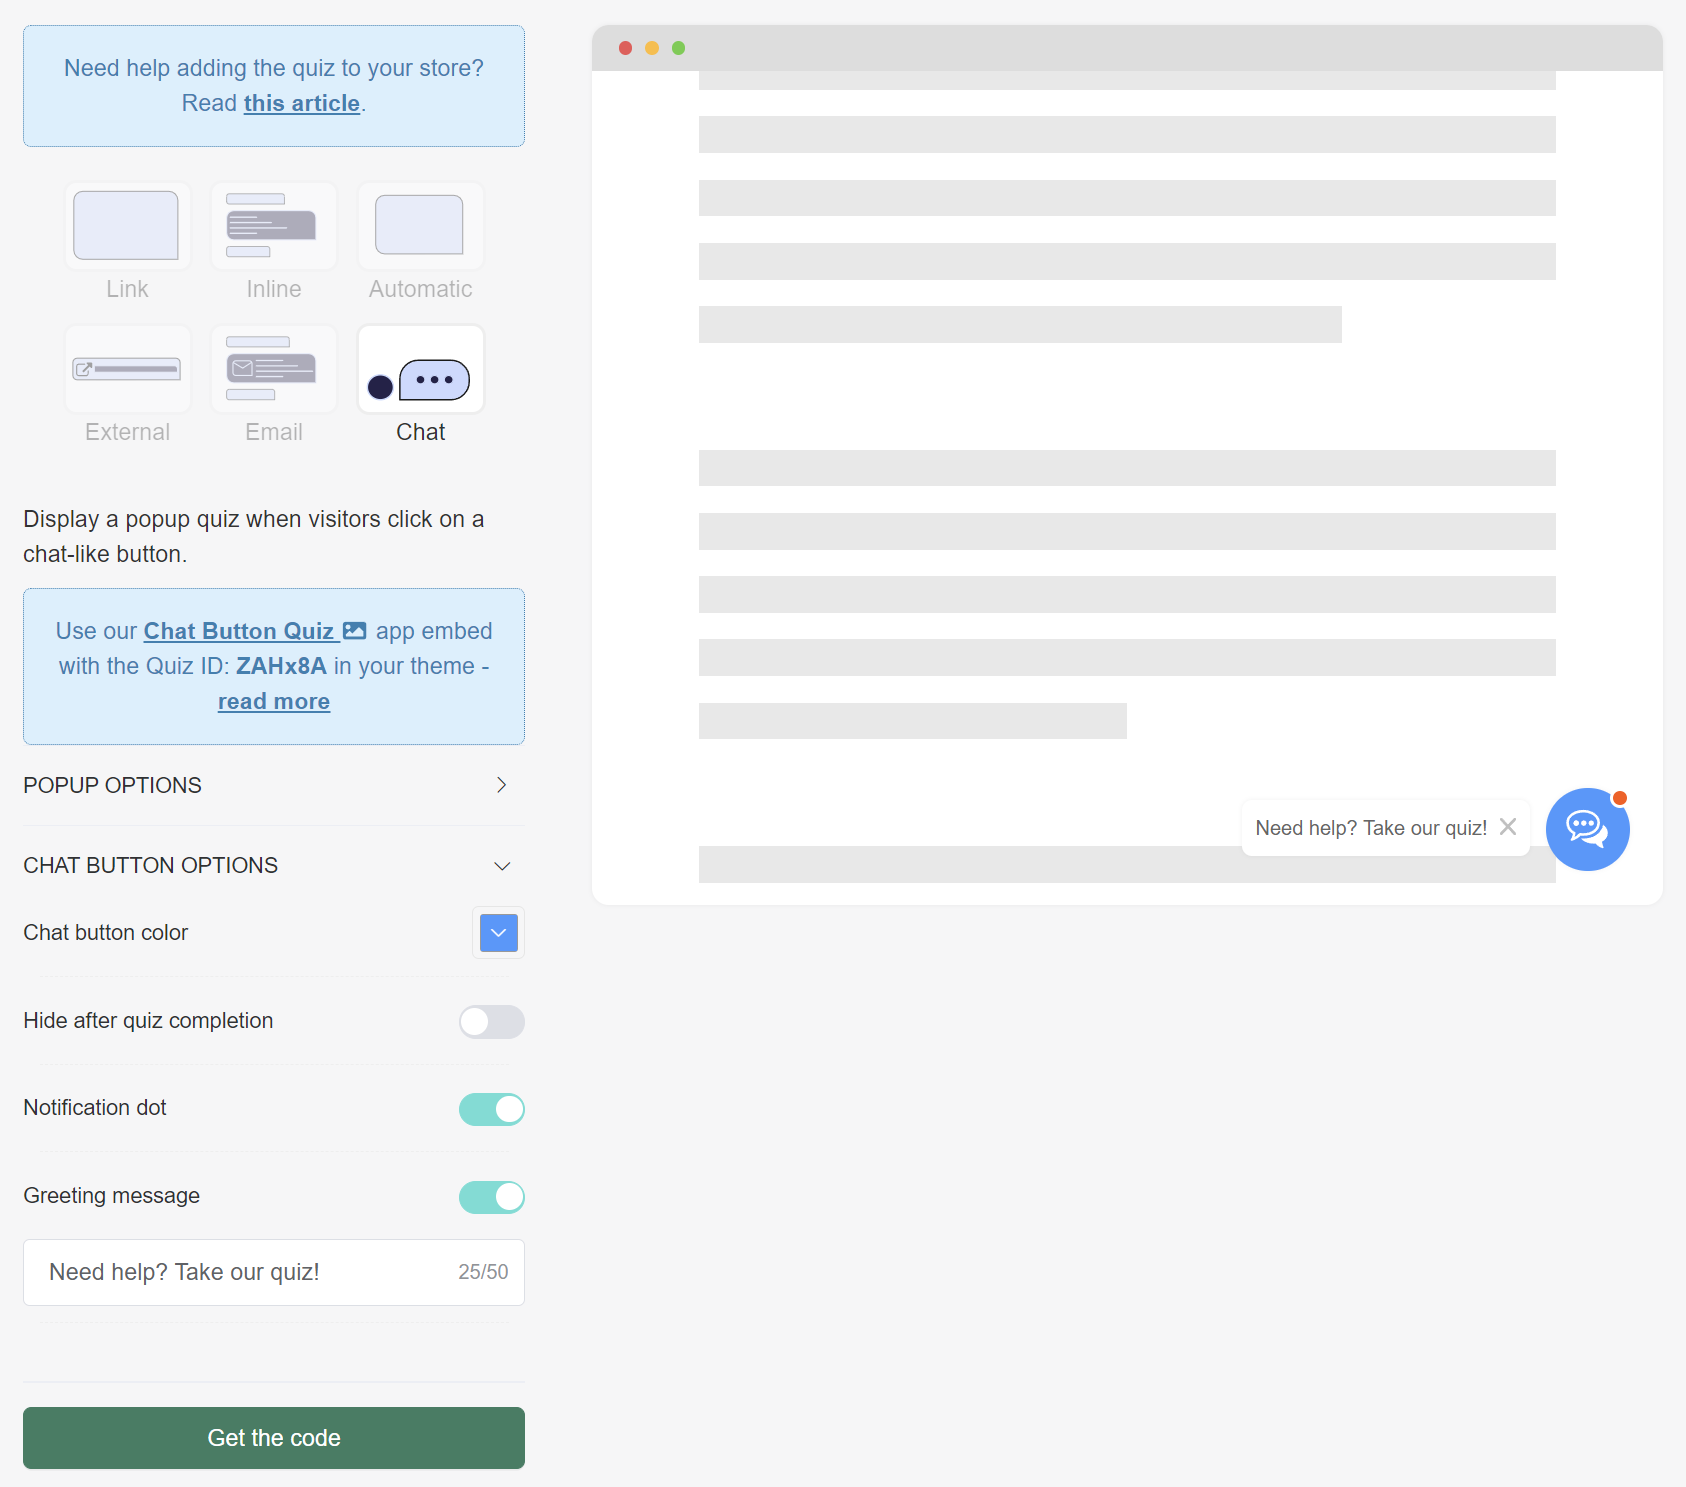 Need help adding the quiz to your store?
Read this article.
Link
Inline
Automatic
External
Email
Chat
Display a popup quiz when visitors click on a
chat-like button.
Use our Chat Button Quiz app embed
with the Quiz ID: ZAHx8A in your theme -
read more
POPUP OPTIONS
CHAT BUTTON OPTIONS
Chat button color
Hide after quiz completion
Notification dot
Greeting message
Need help? Take our quiz! 25/50
Get the code
Need help? Take our quiz!